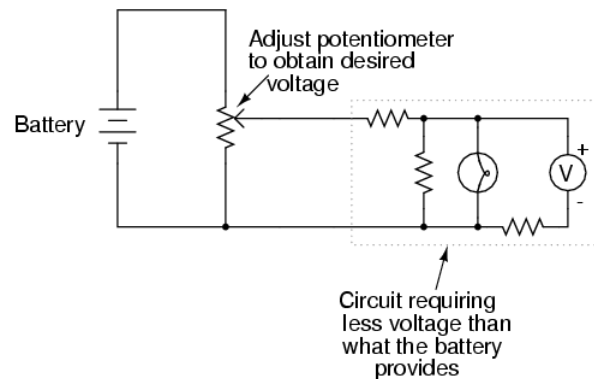 Adjust potentiometer
to obtain desired
voltage
Battery
+
V
-
Circuit requiring
less voltage than
what the battery
provides